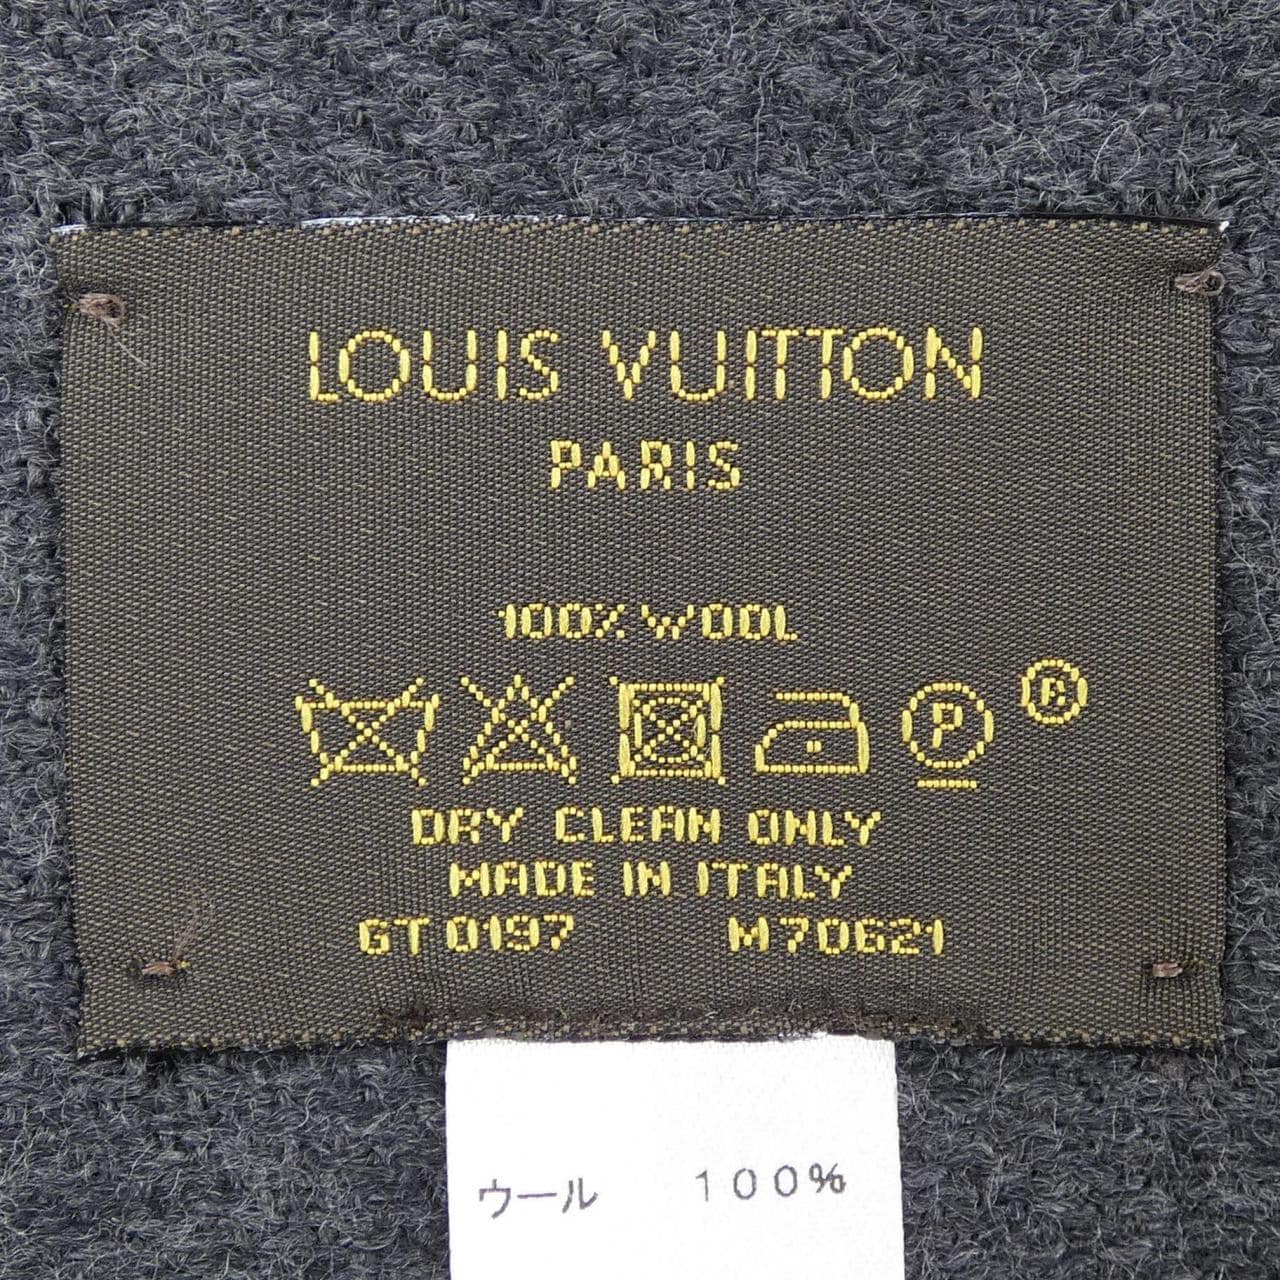 LOUIS VUITTON
PARIS
100% WOOL
P ®
DRY CLEAN ONLY
MADE IN ITALY
GT0197 M70621
ウール 100%